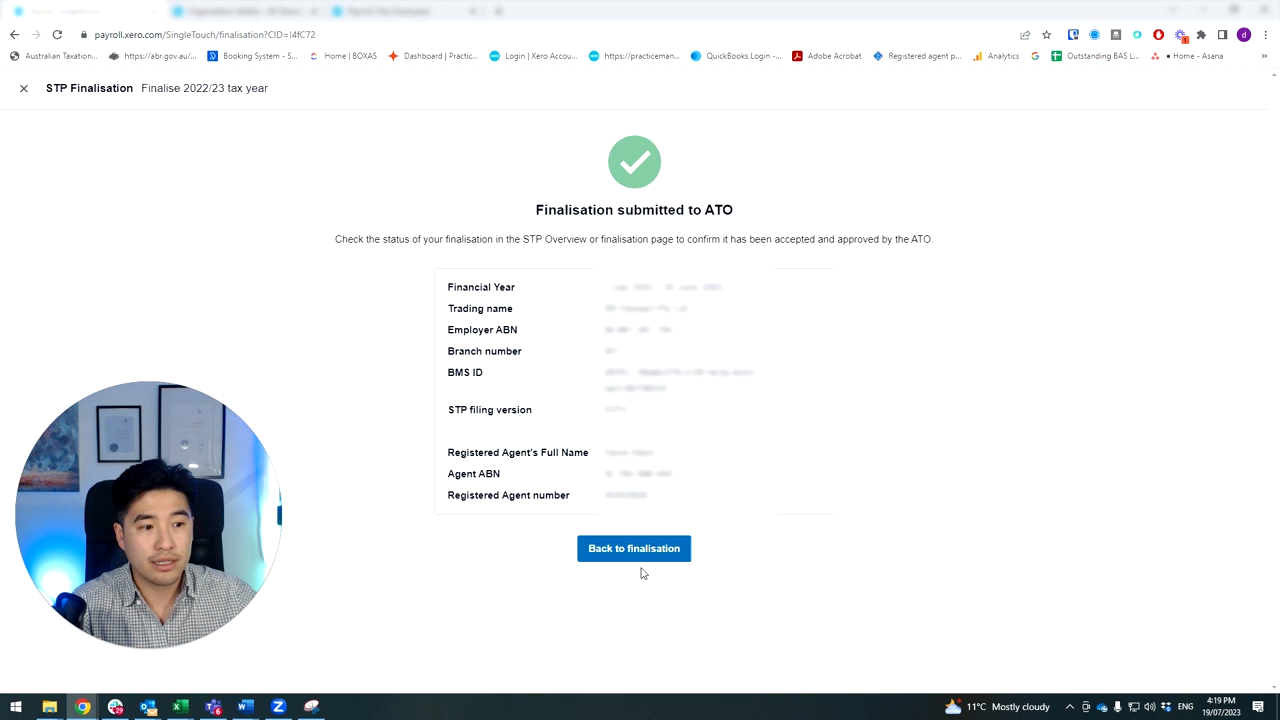 payroll.xero.com/SingleTouch/finalisation?CID=!4fC72
Australian Taxation...
https://abr.gov.au/...
Booking System - S...
Home | BOXAS
Dashboard | Practic...
Login | Xero Accou...
https://practiceman...
QuickBooks Login -...
Adobe Acrobat
Registered agent p...
Analytics
Outstanding BAS L...
• Home - Asana
»
STP Finalisation Finalise 2022/23 tax year
Finalisation submitted to ATO
Check the status of your finalisation in the STP Overview or finalisation page to confirm it has been accepted and approved by the ATO.
Financial Year
Trading name
Employer ABN
Branch number
BMS ID
STP filing version
Registered Agent's Full Name
Agent ABN
Registered Agent number
Back to finalisation
11°C Mostly cloudy
ENG
4:19 PM
19/07/2023